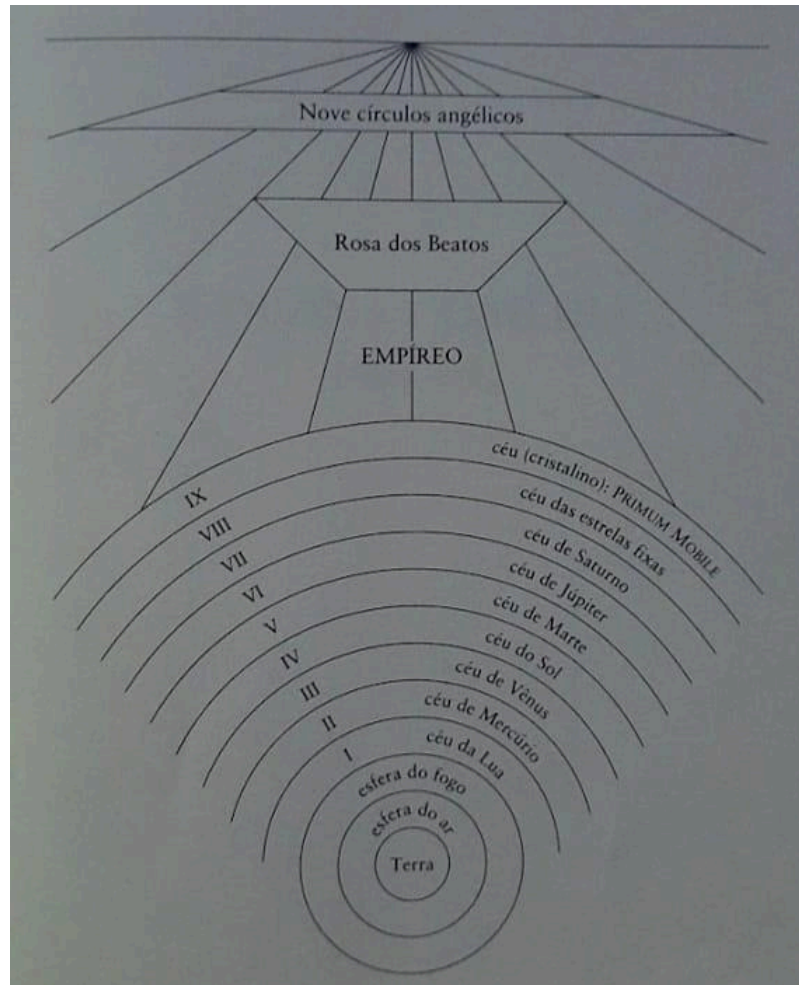 Nove círculos angélicos
Rosa dos Beatos
EMPÍREO
IX céu (cristalino): PRIMUM MOBILE
VIII céu das estrelas fixas
VII céu de Saturno
VI céu de Júpiter
V céu de Marte
IV céu do Sol
III céu de Vênus
II céu de Mercúrio
I céu da Lua
esfera do fogo
esfera do ar
Terra